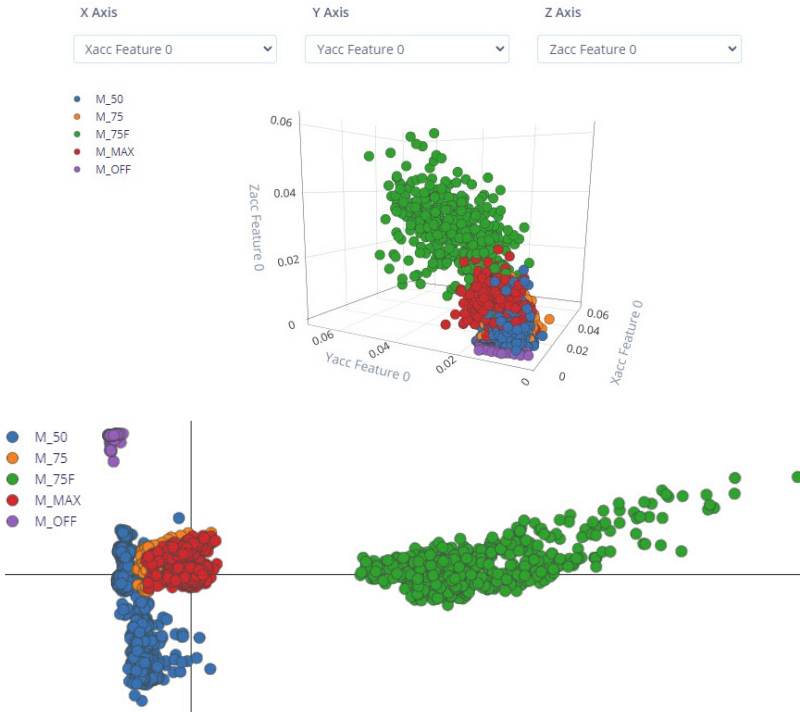 X Axis Y Axis Z Axis
Xacc Feature 0 Yacc Feature 0 Zacc Feature 0
M_50
M_75
M_75F
M_MAX
M_OFF
0.06
0.04
0.02
0
Zacc Feature 0
0.06
0.04
0.02
0
Yacc Feature 0
0.06
0.04
0.02
0
Xacc Feature 0
M_50
M_75
M_75F
M_MAX
M_OFF